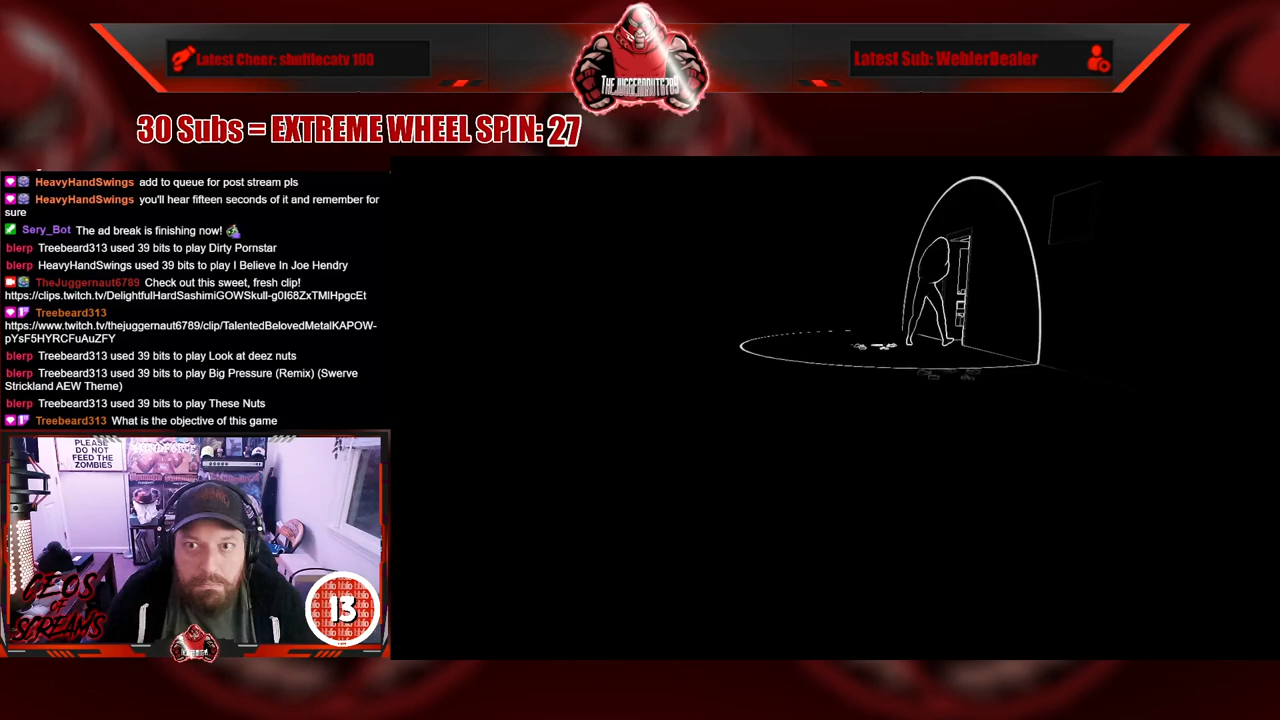 Latest Cheer: shufflecatv 100
THEJUGGERNAUT6789
Latest Sub: WehlerDealer
30 Subs = EXTREME WHEEL SPIN: 27
HeavyHandSwings add to queue for post stream pls
HeavyHandSwings you'll hear fifteen seconds of it and remember for
sure
Sery_Bot The ad break is finishing now!
blerp Treebeard313 used 39 bits to play Dirty Pornstar
blerp HeavyHandSwings used 39 bits to play I Believe In Joe Hendry
TheJuggernaut6789 Check out this sweet, fresh clip!
https://clips.twitch.tv/DelightfulHardSashimiGOWSkull-g0I68ZxTMlHpgcEt
Treebeard313
https://www.twitch.tv/thejuggernaut6789/clip/TalentedBelovedMetalKAPOW-
pYsF5HYRCFuAuZFY
blerp Treebeard313 used 39 bits to play Look at deez nuts
blerp Treebeard313 used 39 bits to play Big Pressure (Remix) (Swerve
Strickland AEW Theme)
blerp Treebeard313 used 39 bits to play These Nuts
Treebeard313 What is the objective of this game
PLEASE
DO NOT
FEED THE
ZOMBIES
CEOS
OF
SCREAMS
13